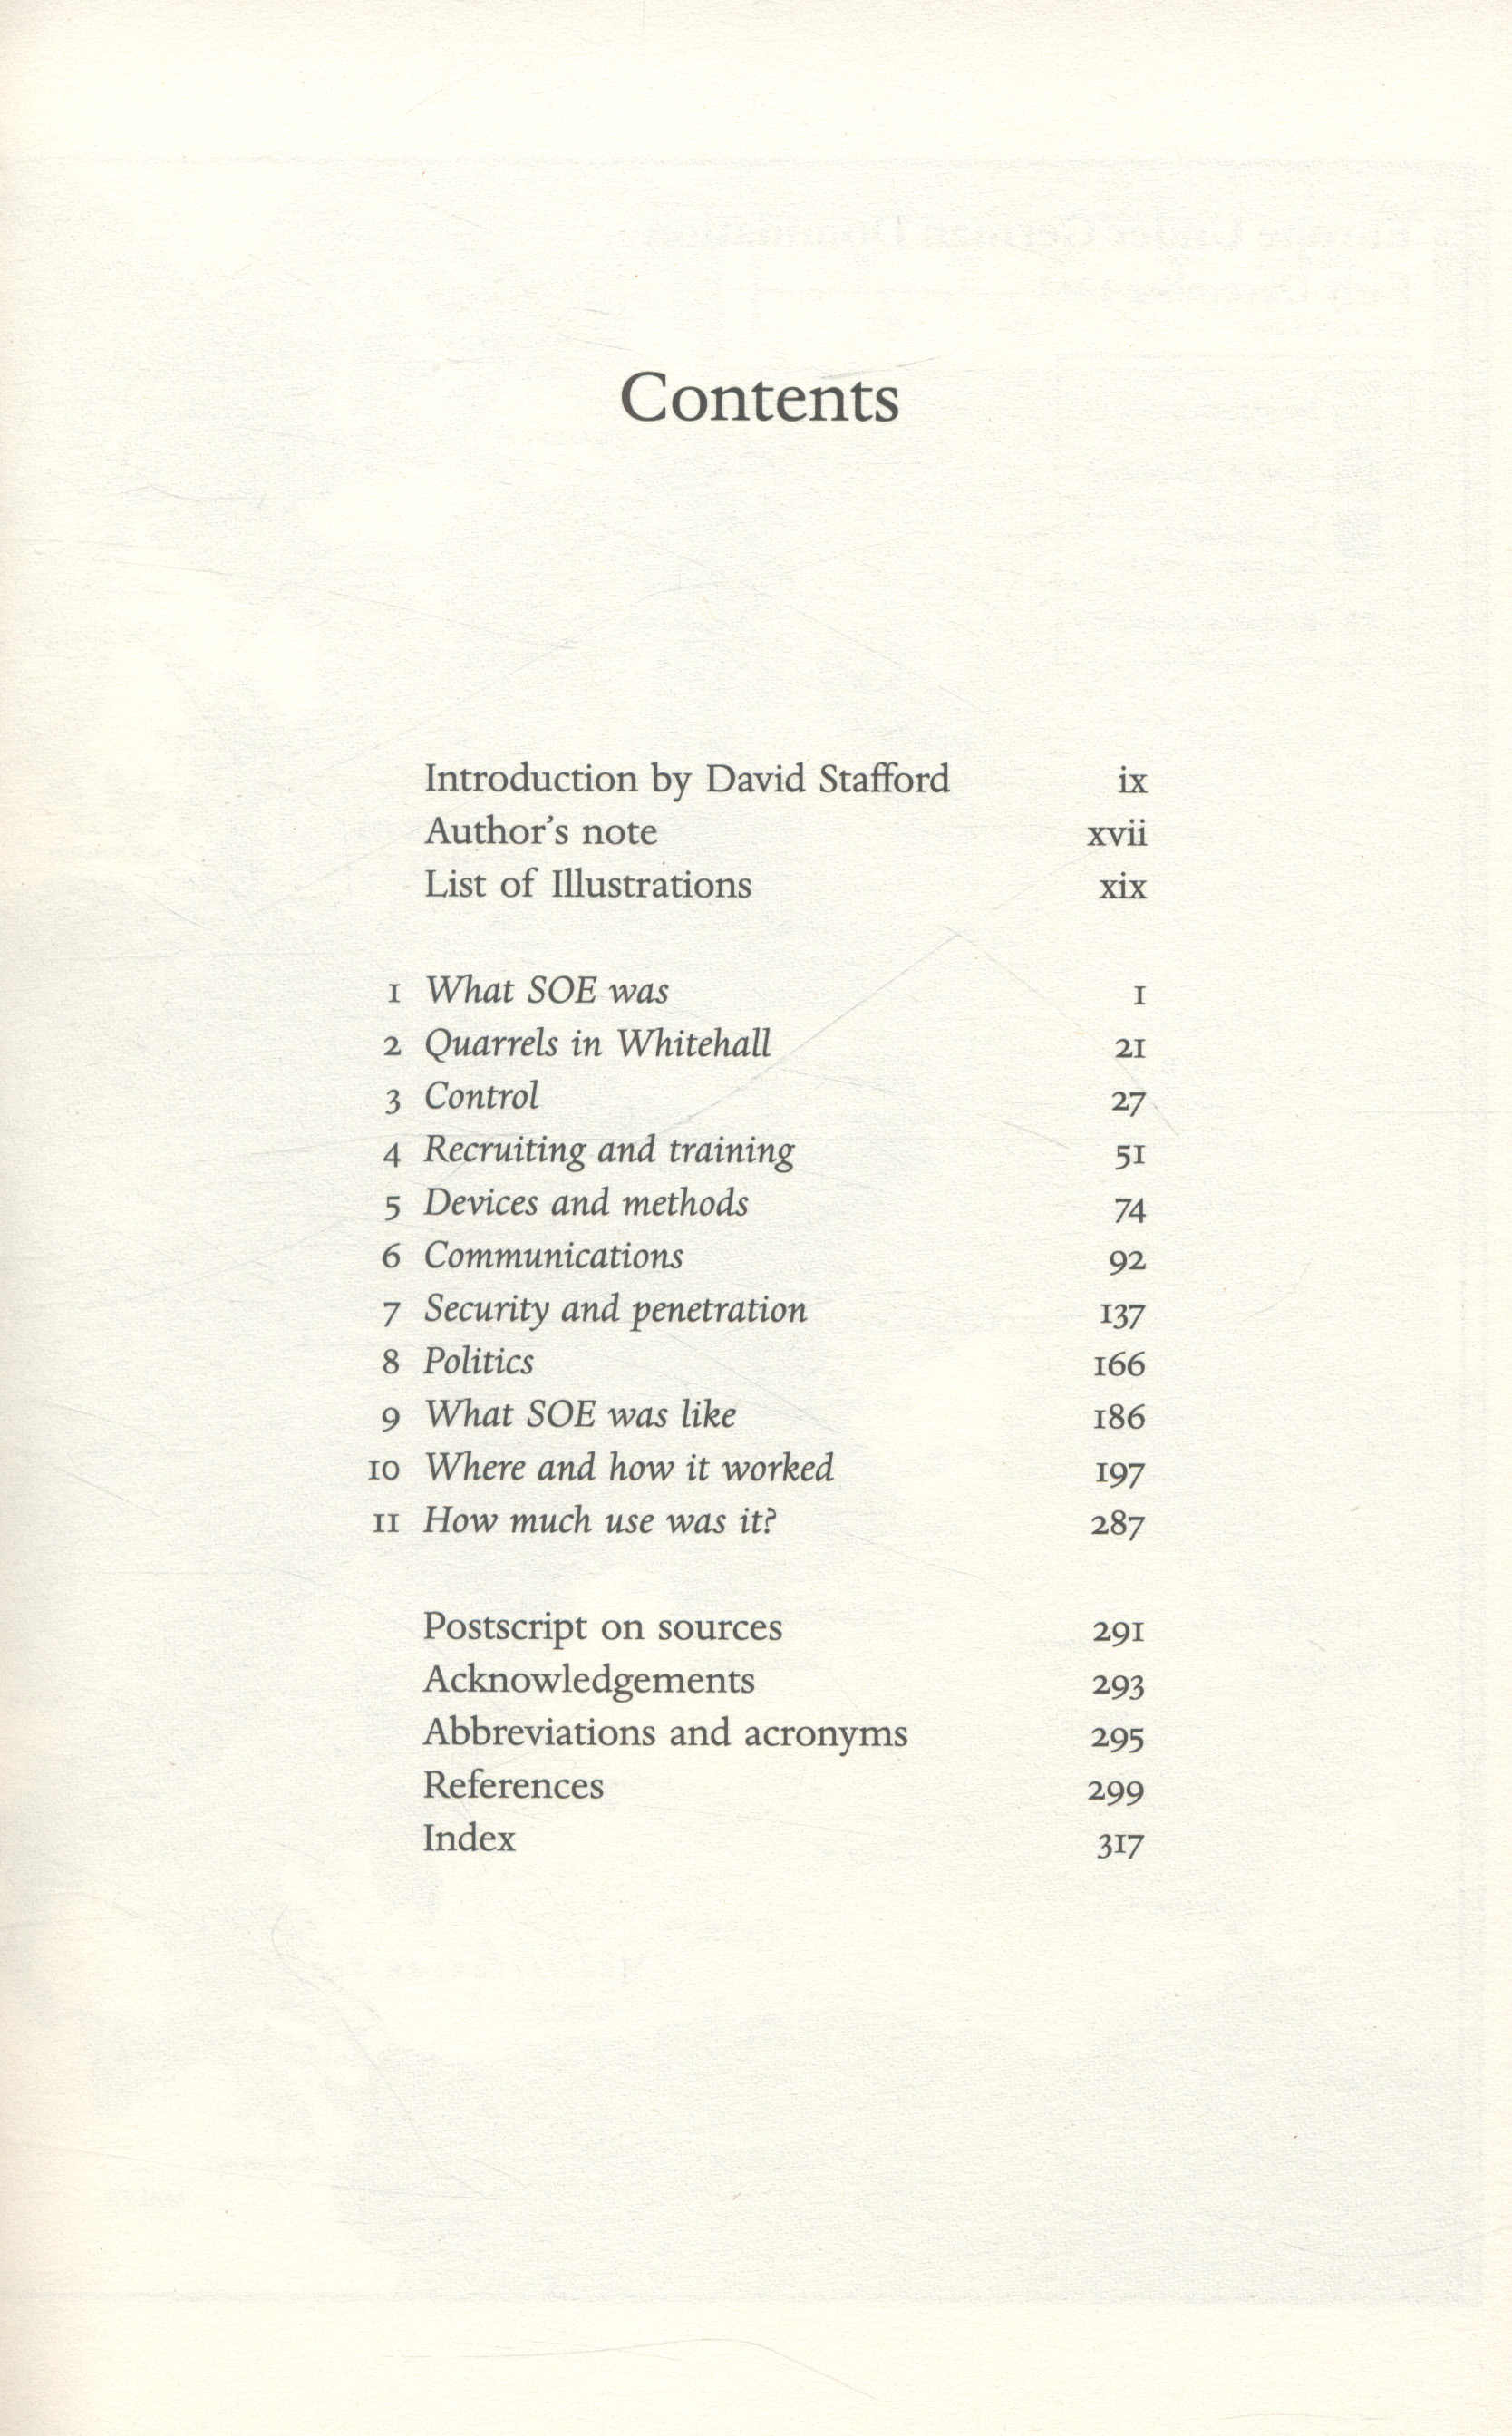 Contents
Introduction by David Stafford ix
Author's note xvii
List of Illustrations xix
1 What SOE was 1
2 Quarrels in Whitehall 21
3 Control 27
4 Recruiting and training 51
5 Devices and methods 74
6 Communications 92
7 Security and penetration 137
8 Politics 166
9 What SOE was like 186
10 Where and how it worked 197
11 How much use was it? 287
Postscript on sources 291
Acknowledgements 293
Abbreviations and acronyms 295
References 299
Index 317